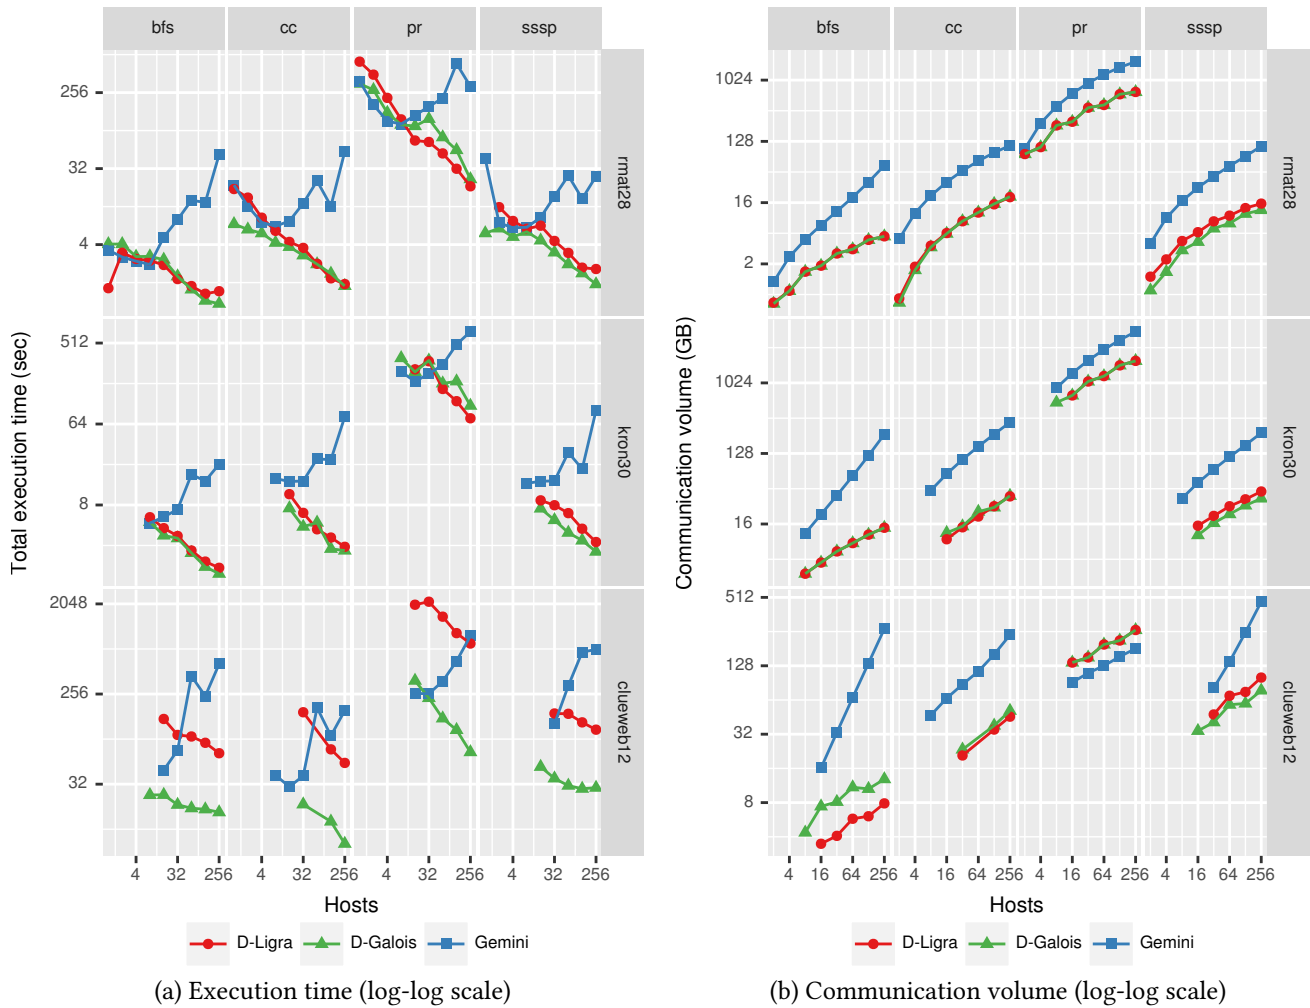 bfs cc pr sssp
256
32
4
rmat28
512
64
8
kron30
2048
256
32
clueweb12
Total execution time (sec)
4 32 256 4 32 256 4 32 256 4 32 256
Hosts
D-Ligra D-Galois Gemini
(a) Execution time (log-log scale)
bfs cc pr sssp
1024
128
16
2
rmat28
1024
128
16
kron30
512
128
32
8
clueweb12
Communication volume (GB)
4 16 64 256 4 16 64 256 4 16 64 256 4 16 64 256
Hosts
D-Ligra D-Galois Gemini
(b) Communication volume (log-log scale)